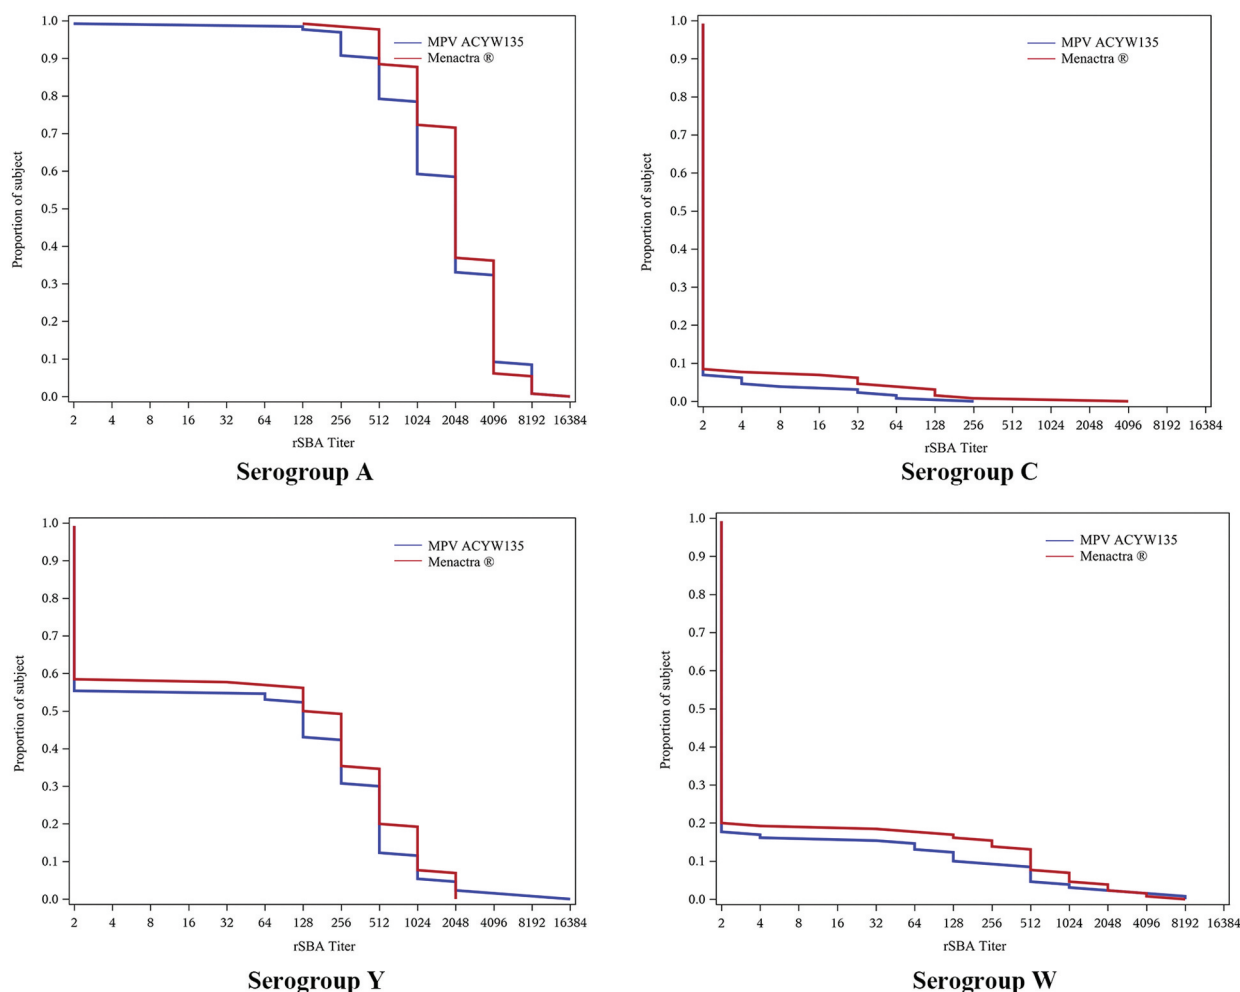 MPV ACYW135
Menactra ®
Proportion of subject
1.0
0.9
0.8
0.7
0.6
0.5
0.4
0.3
0.2
0.1
0.0
2 4 8 16 32 64 128 256 512 1024 2048 4096 8192 16384
rSBA Titer
Serogroup A
MPV ACYW135
Menactra ®
Proportion of subject
1.0
0.9
0.8
0.7
0.6
0.5
0.4
0.3
0.2
0.1
0.0
2 4 8 16 32 64 128 256 512 1024 2048 4096 8192 16384
rSBA Titer
Serogroup C
MPV ACYW135
Menactra ®
Proportion of subject
1.0
0.9
0.8
0.7
0.6
0.5
0.4
0.3
0.2
0.1
0.0
2 4 8 16 32 64 128 256 512 1024 2048 4096 8192 16384
rSBA Titer
Serogroup Y
MPV ACYW135
Menactra ®
Proportion of subject
1.0
0.9
0.8
0.7
0.6
0.5
0.4
0.3
0.2
0.1
0.0
2 4 8 16 32 64 128 256 512 1024 2048 4096 8192 16384
rSBA Titer
Serogroup W